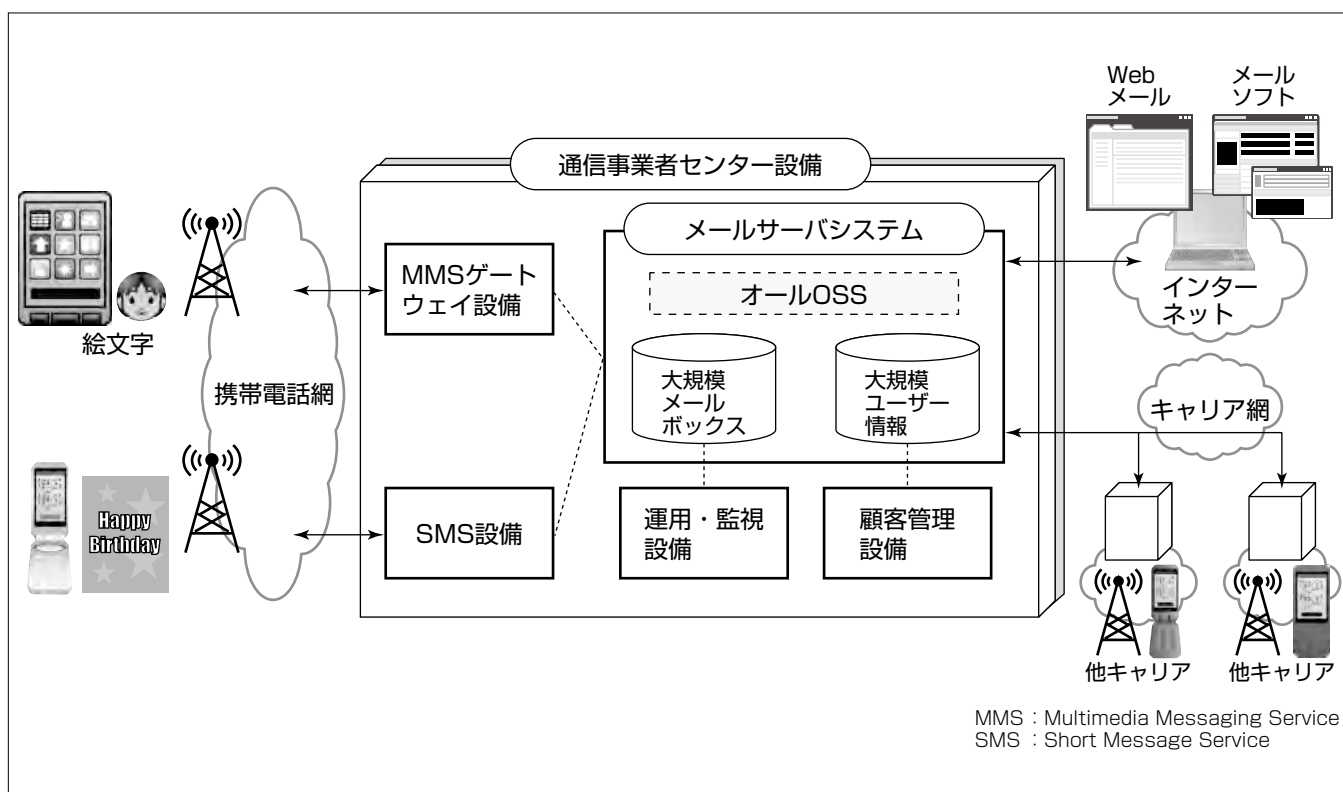 Web
メール
メール
ソフト
通信事業者センター設備
メールサーバシステム
MMSゲート
ウェイ設備
オールOSS
インター
ネット
絵文字
大規模
メール
ボックス
大規模
ユーザー
情報
携帯電話網
キャリア網
Happy
Birthday
SMS設備
運用・監視
設備
顧客管理
設備
他キャリア
他キャリア
MMS：Multimedia Messaging Service
SMS：Short Message Service